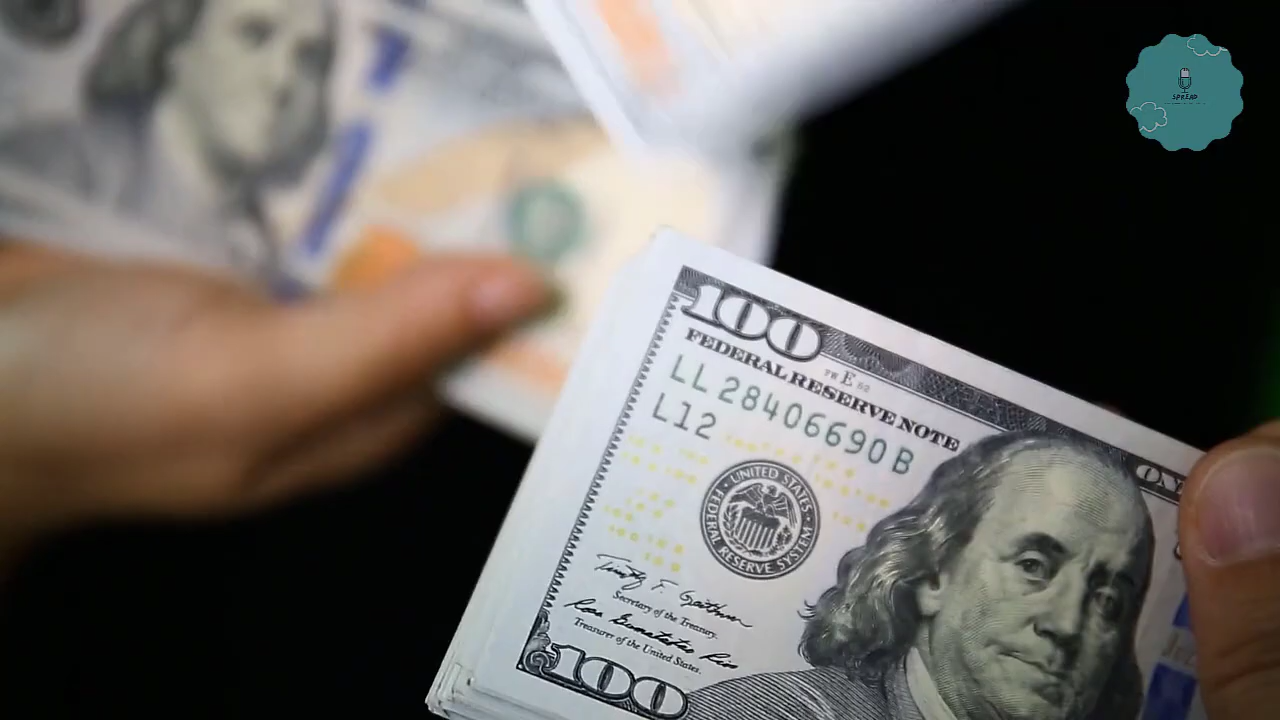 SPREAD
100
FEDERAL RESERVE NOTE
FW E 62
LL 28406690 B
L12
UNITED STATES
FEDERAL RESERVE SYSTEM
Secretary of the Treasury.
Treasurer of the United States.
100